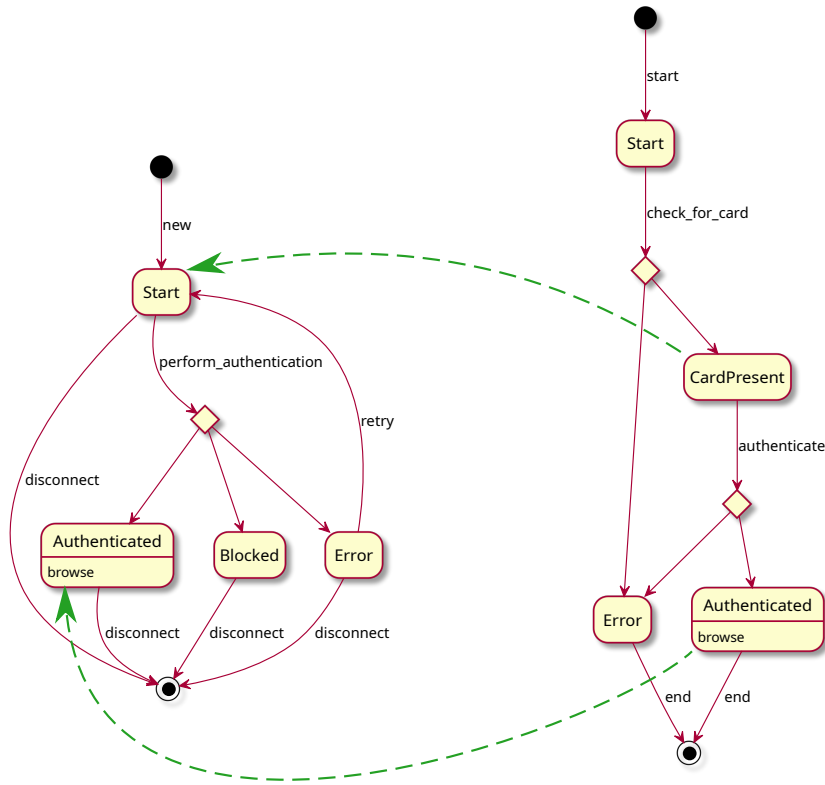 start
Start
check_for_card
new
Start
CardPresent
perform_authentication
retry
authenticate
disconnect
Authenticated
browse
Blocked
Error
Authenticated
browse
Error
disconnect
disconnect
disconnect
end
end